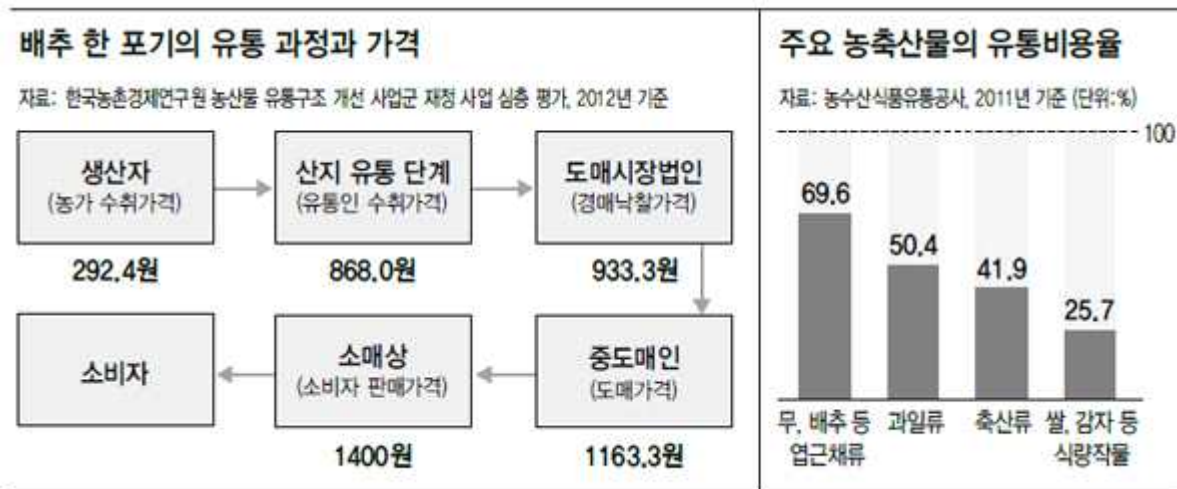 배추 한 포기의 유통 과정과 가격
자료: 한국농촌경제연구원 농산물 유통구조 개선 사업군 재정 사업 심층 평가, 2012년 기준
생산자
(농가 수취가격)
292.4원
산지 유통 단계
(유통인 수취가격)
868.0원
도매시장법인
(경매낙찰가격)
933.3원
중도매인
(도매가격)
1163.3원
소매상
(소비자 판매가격)
1400원
소비자
주요 농축산물의 유통비용율
자료: 농수산식품유통공사, 2011년 기준 (단위:%)
100
69.6
50.4
41.9
25.7
무, 배추 등
엽근채류
과일류
축산류
쌀, 감자 등
식량작물